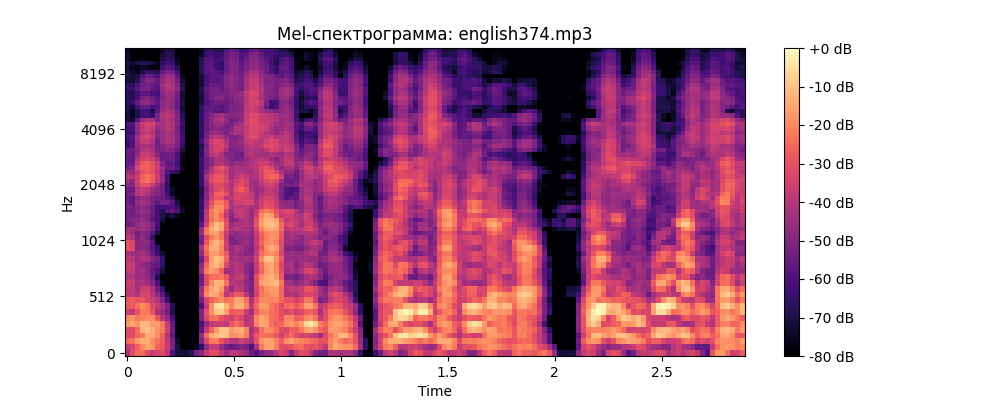 Mel-спектрограмма: english374.mp3
8192
4096
2048
1024
512
0
Hz
0
0.5
1
1.5
2
2.5
Time
+0 dB
-10 dB
-20 dB
-30 dB
-40 dB
-50 dB
-60 dB
-70 dB
-80 dB